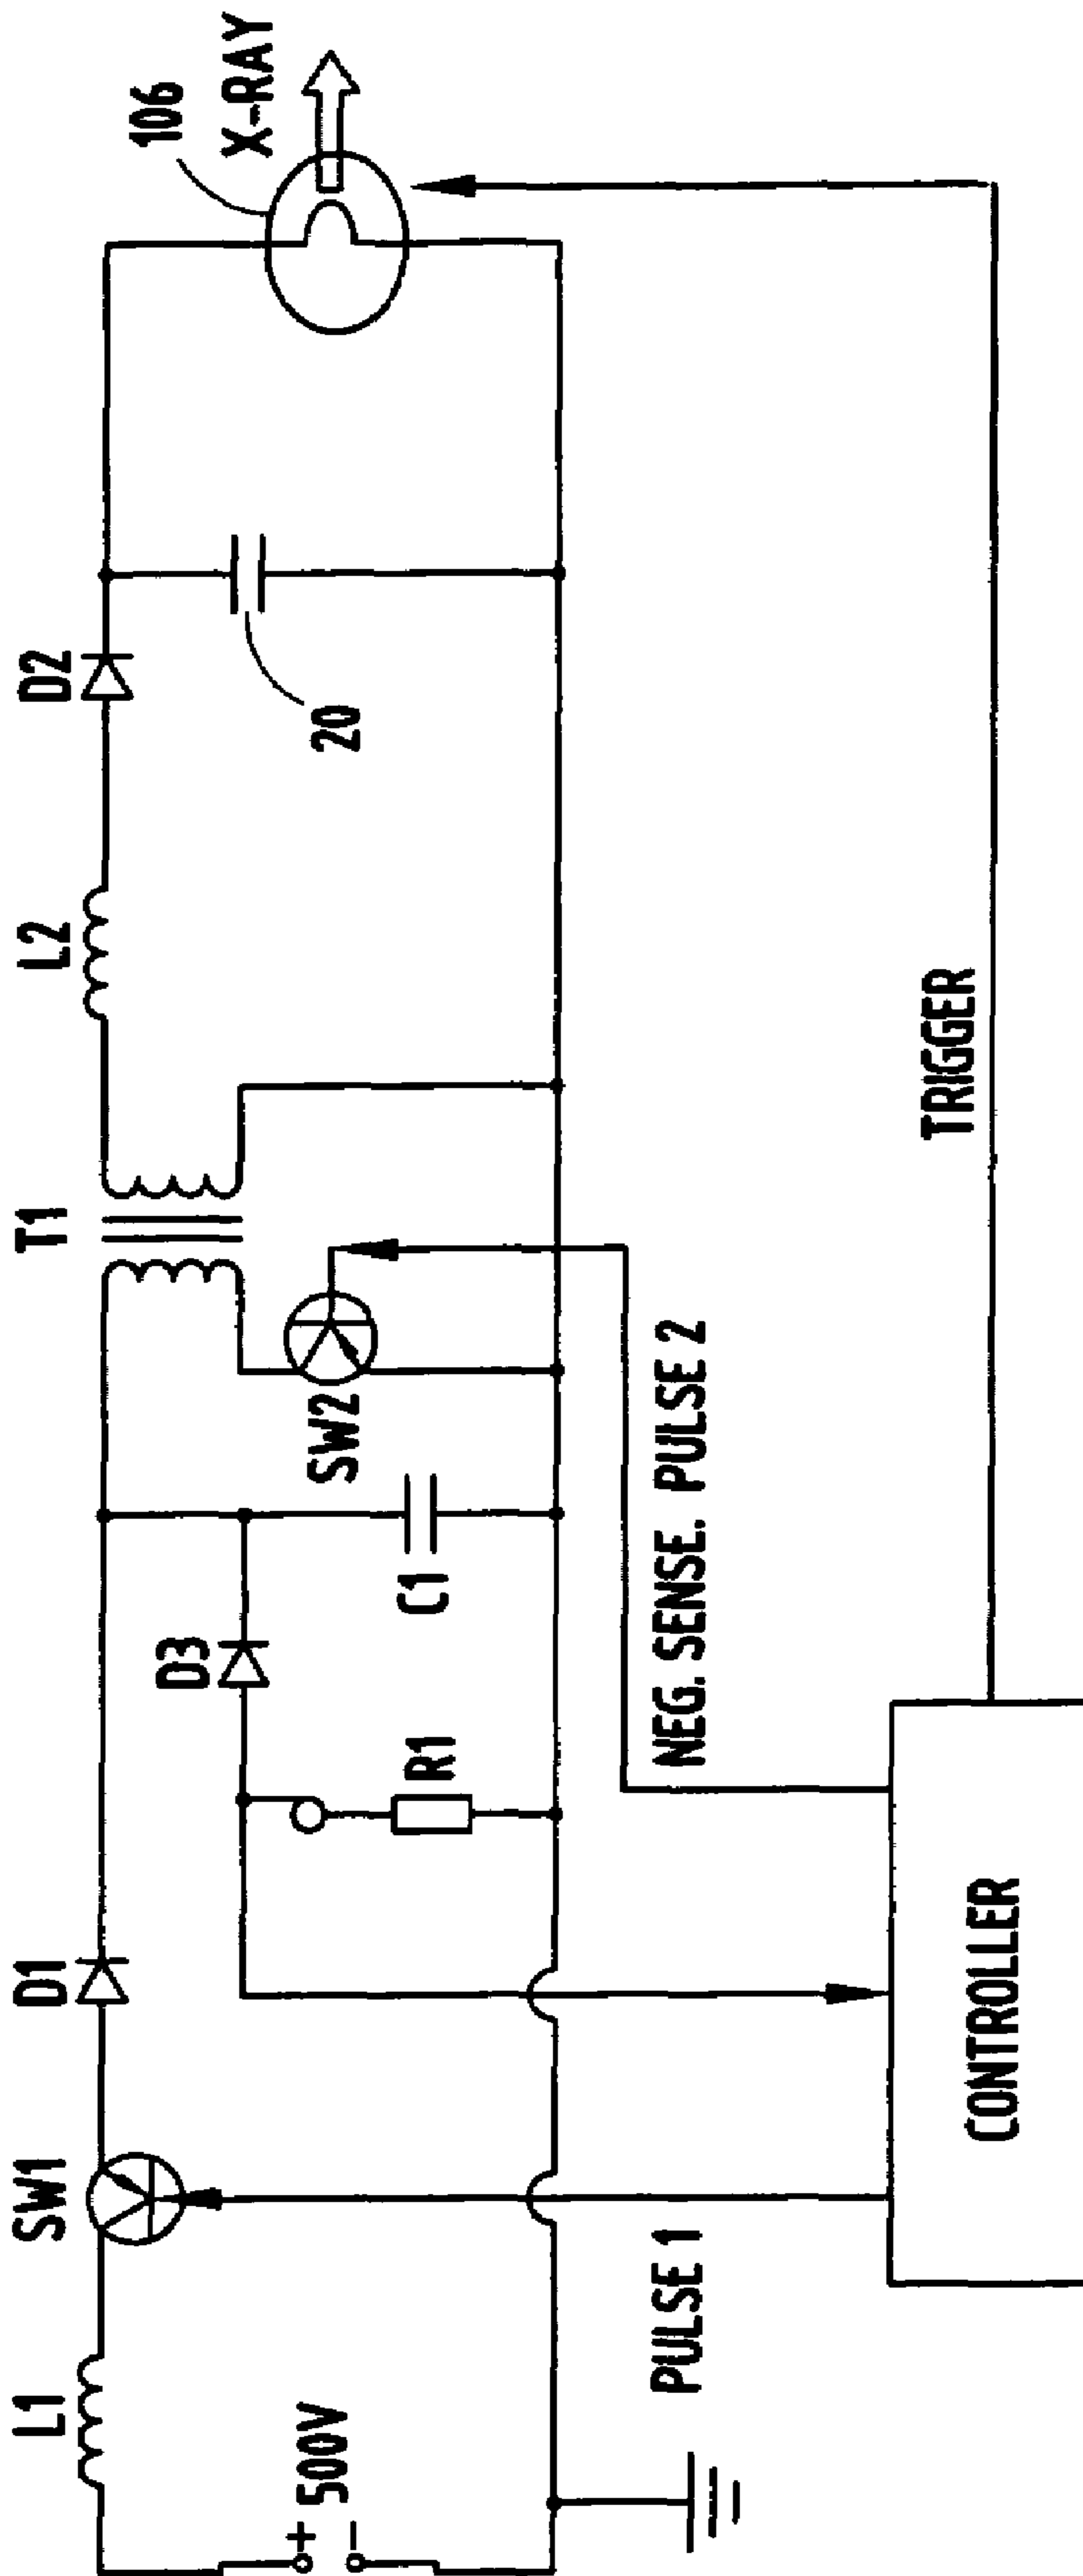 L1
SW1
D1
T1
L2
D2
106
X-RAY
D3
R1
C1
SW2
20
+
500V
-
PULSE 1
NEG. SENSE. PULSE 2
TRIGGER
CONTROLLER